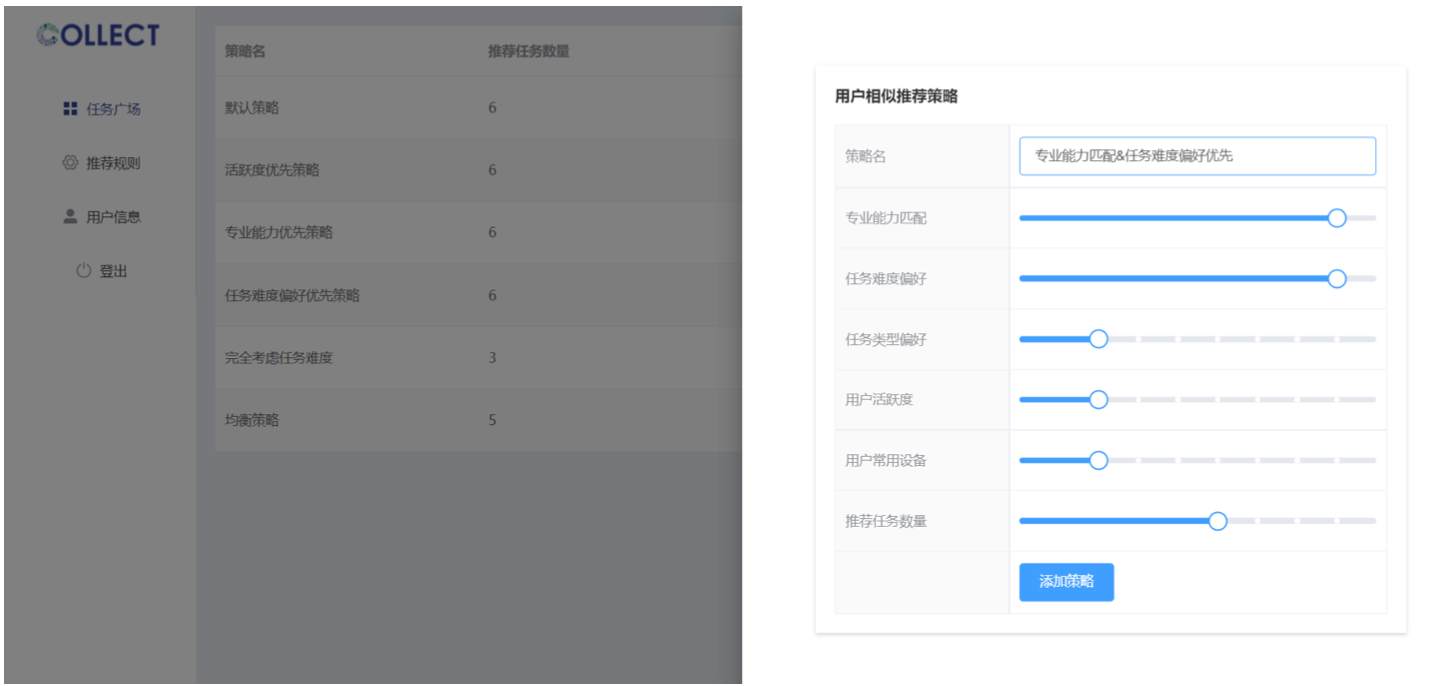 COLLECT
任务广场
推荐规则
用户信息
登出
策略名 推荐任务数量
默认策略 6
活跃度优先策略 6
专业能力优先策略 6
任务难度偏好优先策略 6
完全考虑任务难度 3
均衡策略 5
用户相似推荐策略
策略名 专业能力匹配&任务难度偏好优先
专业能力匹配
任务难度偏好
任务类型偏好
用户活跃度
用户常用设备
推荐任务数量
添加策略